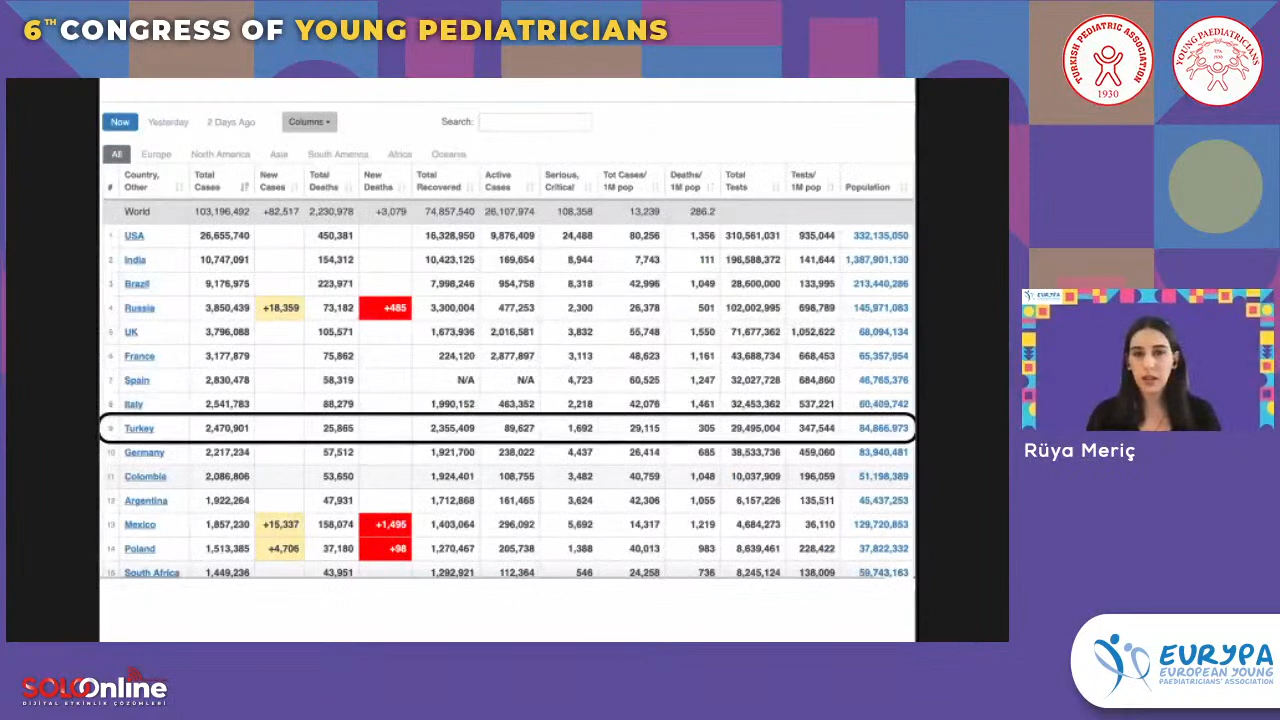 6TH CONGRESS OF YOUNG PEDIATRICIANS
TURKISH PEDIATRIC ASSOCIATION
1930
YOUNG PAEDIATRICIANS
Now Yesterday 2 Days Ago Columns Search:
All Europe North America Asia South America Africa Oceania
# Country, Other Total Cases New Cases Total Deaths New Deaths Total Recovered Active Cases Serious, Critical Tot Cases/ 1M pop Deaths/ 1M pop Total Tests Tests/ 1M pop Population
World 103,196,492 +82,517 2,230,978 +3,079 74,857,540 26,107,974 108,358 13,239 286.2
1 USA 26,655,740 450,381 16,328,950 9,876,409 24,488 80,256 1,356 310,561,031 935,044 332,135,050
2 India 10,747,091 154,312 10,423,125 169,654 8,944 7,743 111 196,588,372 141,644 1,387,901,130
3 Brazil 9,176,975 223,971 7,998,246 954,758 8,318 42,996 1,049 28,600,000 133,995 213,440,286
4 Russia 3,850,439 +18,359 73,182 +485 3,300,004 477,253 2,300 26,378 501 102,002,995 698,789 145,971,083
5 UK 3,796,088 105,571 1,673,936 2,016,581 3,832 55,748 1,550 71,677,362 1,052,622 68,094,134
6 France 3,177,879 75,862 224,120 2,877,897 3,113 48,623 1,161 43,688,734 668,453 65,357,954
7 Spain 2,830,478 58,319 N/A N/A 4,723 60,525 1,247 32,027,728 684,860 46,765,376
8 Italy 2,541,783 88,279 1,990,152 463,352 2,218 42,076 1,461 32,453,362 537,221 60,409,742
9 Turkey 2,470,901 25,865 2,355,409 89,627 1,692 29,115 305 29,495,004 347,544 84,866,973
10 Germany 2,217,234 57,512 1,921,700 238,022 4,437 26,414 685 38,533,736 459,060 83,940,481
11 Colombia 2,086,806 53,650 1,924,401 108,755 3,482 40,759 1,048 10,037,909 196,059 51,198,389
12 Argentina 1,922,264 47,931 1,712,868 161,465 3,624 42,306 1,055 6,157,226 135,511 45,437,253
13 Mexico 1,857,230 +15,337 158,074 +1,495 1,403,064 296,092 5,692 14,317 1,219 4,684,273 36,110 129,720,853
14 Poland 1,513,385 +4,706 37,180 +98 1,270,467 205,738 1,388 40,013 983 8,639,461 228,422 37,822,332
15 South Africa 1,449,236 43,951 1,292,921 112,364 546 24,258 736 8,245,124 138,009 59,743,163
EURYPA
Rüya Meriç
SOLOOnline
DİJİTAL ETKİNLİK ÇÖZÜMLERİ
EURYPA
EUROPEAN YOUNG
PAEDIATRICIANS' ASSOCIATION